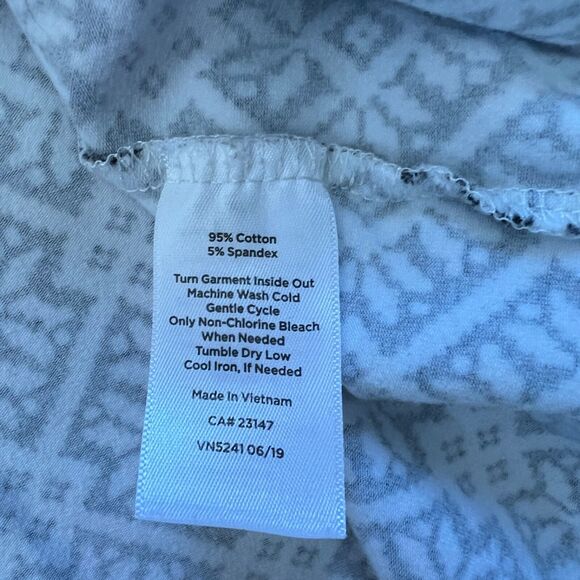 95% Cotton
5% Spandex
Turn Garment Inside Out
Machine Wash Cold
Gentle Cycle
Only Non-Chlorine Bleach
When Needed
Tumble Dry Low
Cool Iron, If Needed
Made In Vietnam
CA# 23147
VN5241 06/19